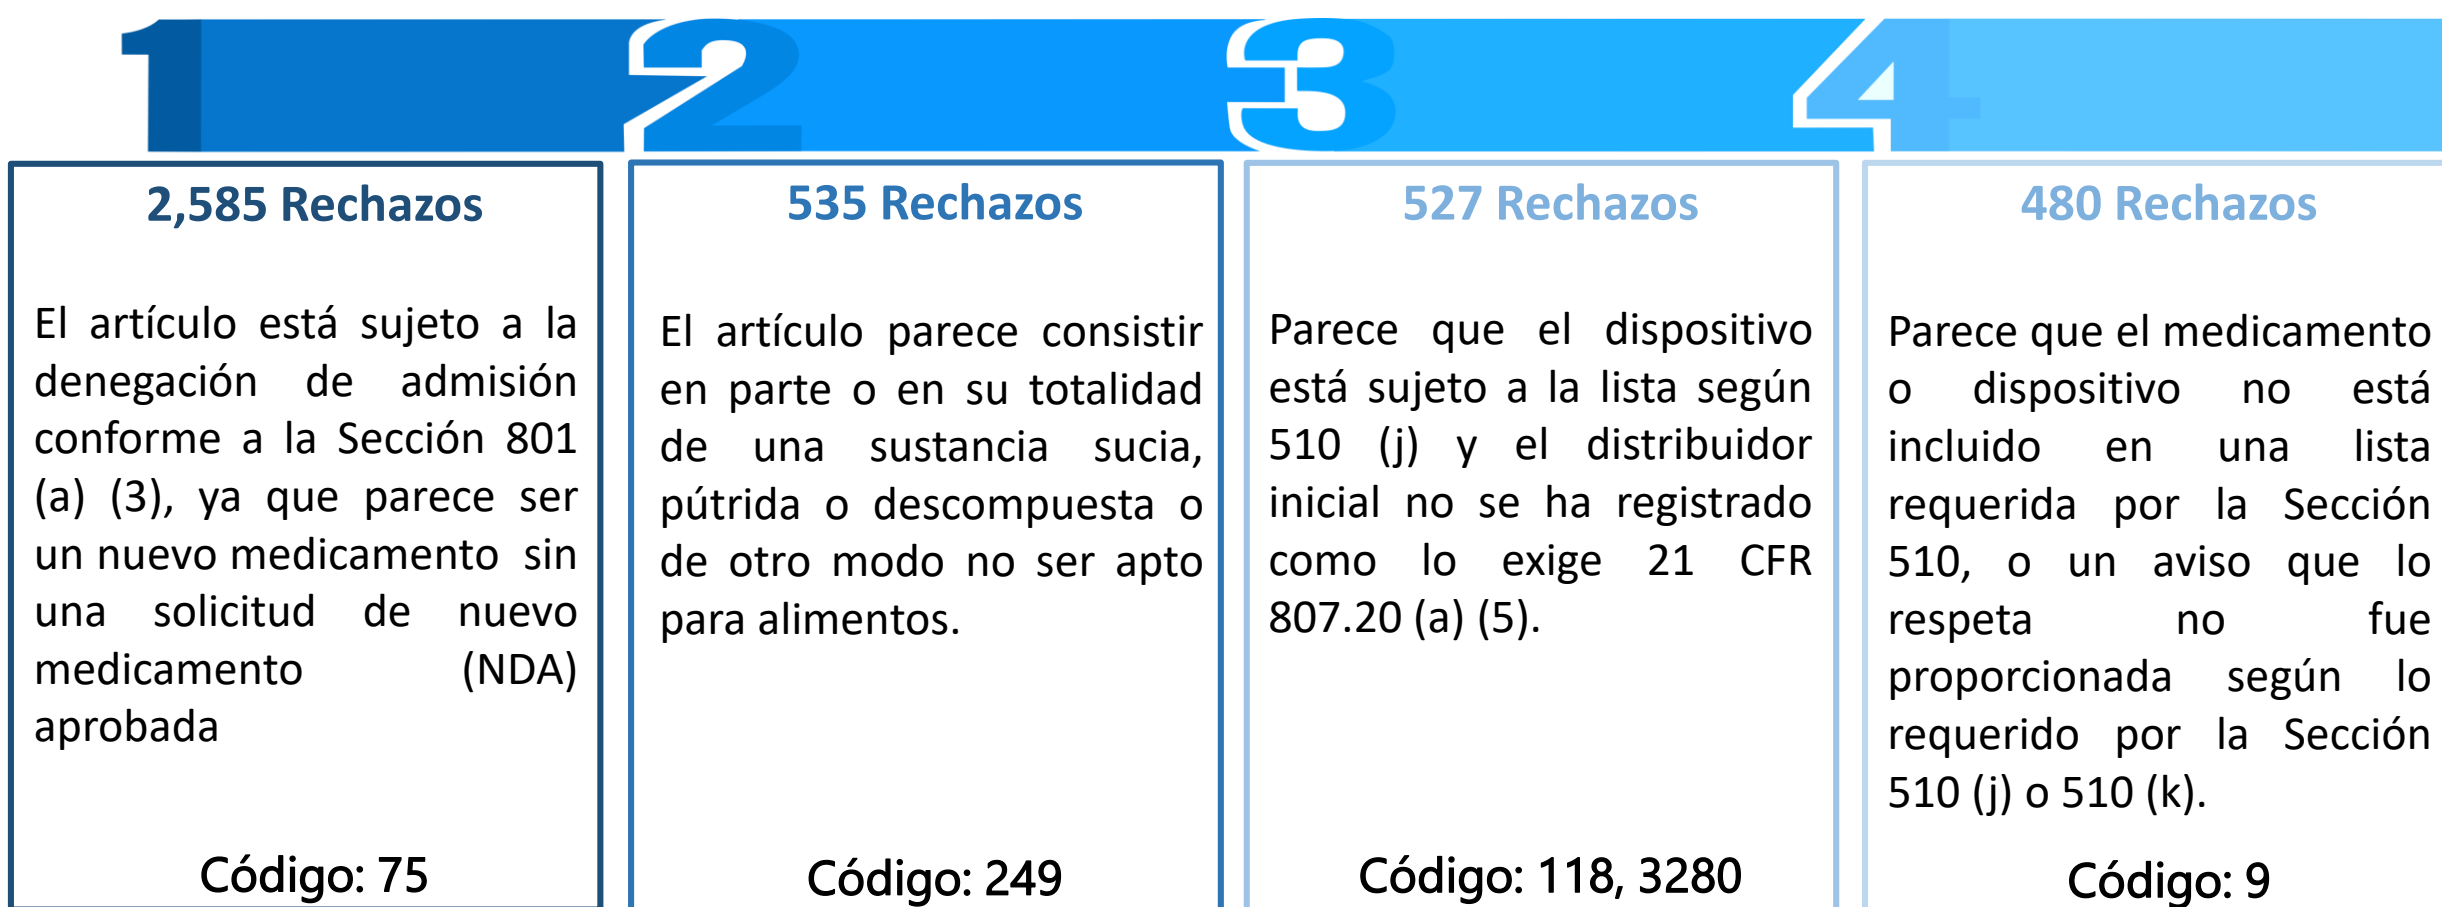 1
2
3
4
2,585 Rechazos
El artículo está sujeto a la
denegación de admisión
conforme a la Sección 801
(a) (3), ya que parece ser
un nuevo medicamento sin
una solicitud de nuevo
medicamento (NDA)
aprobada
Código: 75
535 Rechazos
El artículo parece consistir
en parte o en su totalidad
de una sustancia sucia,
pútrida o descompuesta o
de otro modo no ser apto
para alimentos.
Código: 249
527 Rechazos
Parece que el dispositivo
está sujeto a la lista según
510 (j) y el distribuidor
inicial no se ha registrado
como lo exige 21 CFR
807.20 (a) (5).
Código: 118, 3280
480 Rechazos
Parece que el medicamento
o dispositivo no está
incluido en una lista
requerida por la Sección
510, o un aviso que lo
respeta no fue
proporcionada según lo
requerido por la Sección
510 (j) o 510 (k).
Código: 9